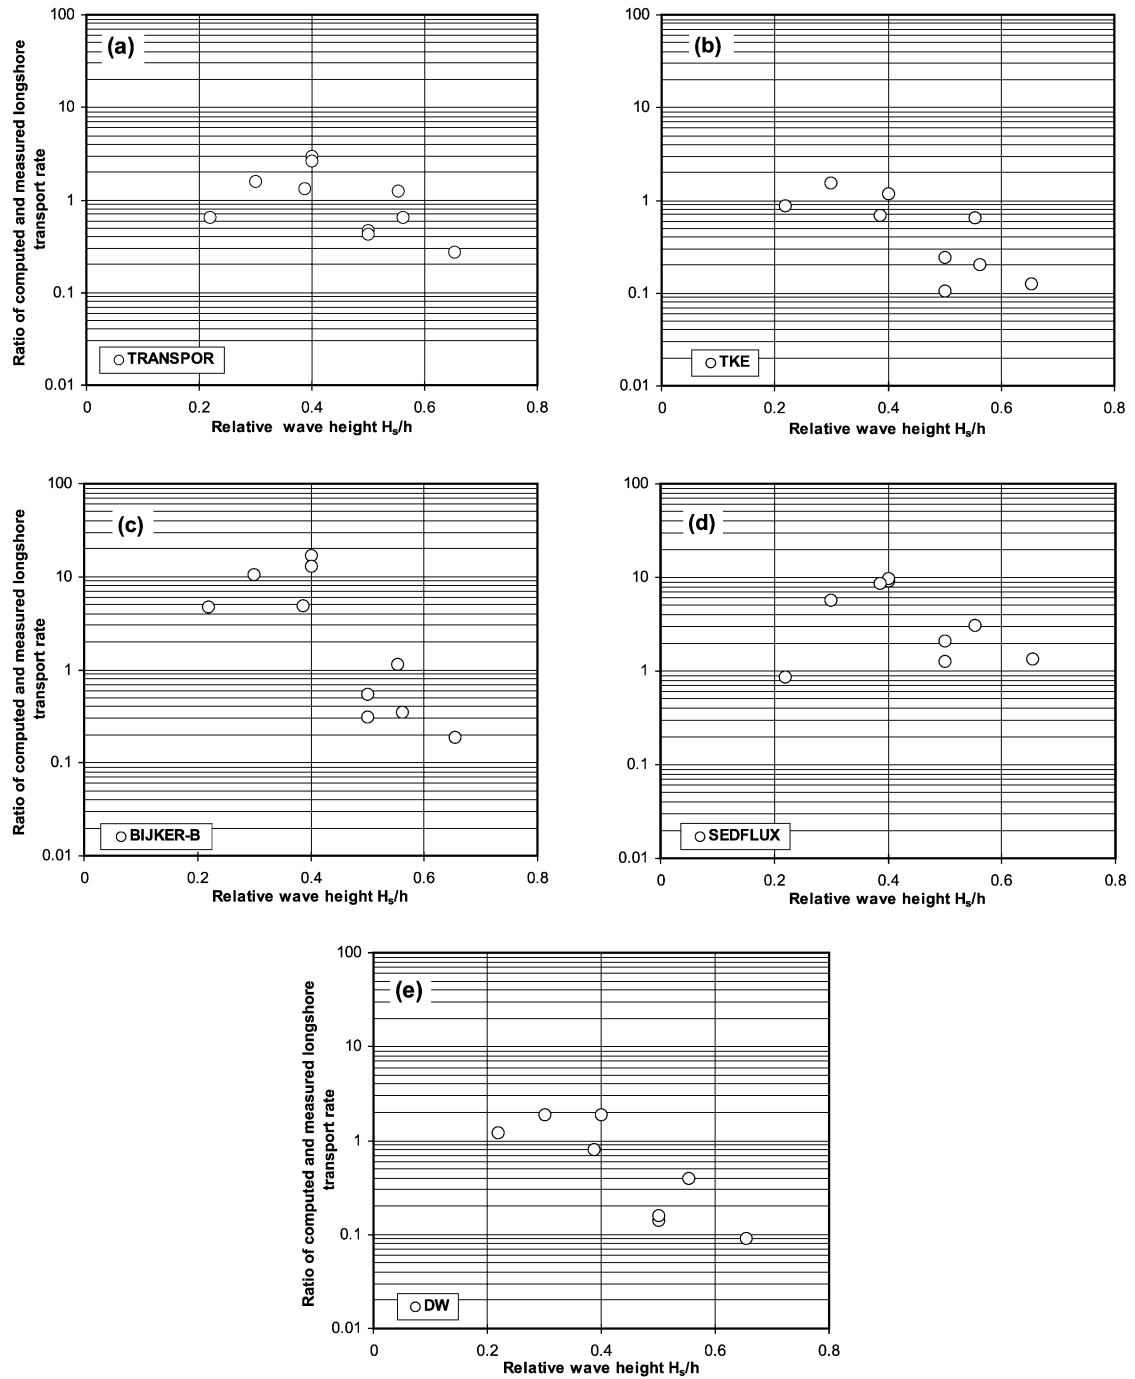 Ratio of computed and measured longshore
transport rate
100
10
1
0.1
0.01
(a)
TRANSPOR
0 0.2 0.4 0.6 0.8
Relative wave height Hs/h
100
10
1
0.1
0.01
(b)
TKE
0 0.2 0.4 0.6 0.8
Relative wave height Hs/h
Ratio of computed and measured longshore
transport rate
100
10
1
0.1
0.01
(c)
BIJKER-B
0 0.2 0.4 0.6 0.8
Relative wave height Hs/h
100
10
1
0.1
0.01
(d)
SEDFLUX
0 0.2 0.4 0.6 0.8
Relative wave height Hs/h
Ratio of computed and measured longshore
transport rate
100
10
1
0.1
0.01
(e)
DW
0 0.2 0.4 0.6 0.8
Relative wave height Hs/h